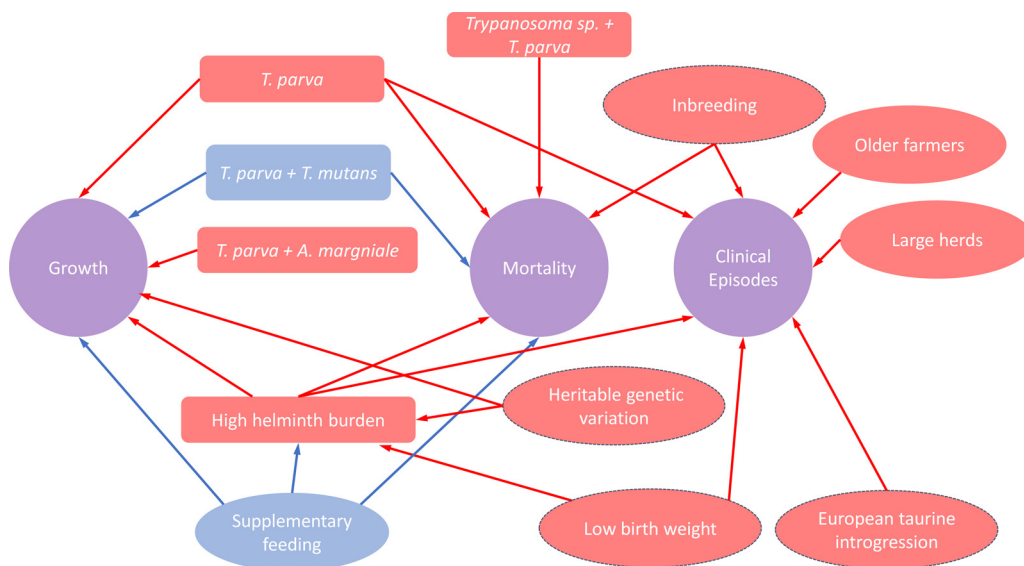 Trypanosoma sp. +
T. parva
T. parva
Inbreeding
Older farmers
T. parva + T. mutans
Large herds
T. parva + A. margniale
Growth
Mortality
Clinical
Episodes
High helminth burden
Heritable genetic
variation
Supplementary
feeding
Low birth weight
European taurine
introgression